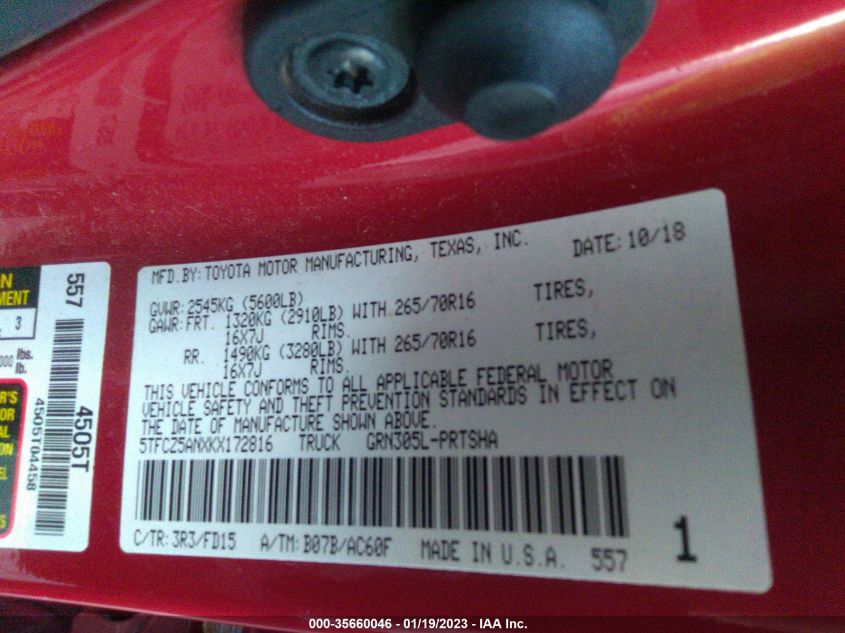 MFD.BY:TOYOTA MOTOR MANUFACTURING, TEXAS, INC. DATE:10/18
GVWR:2545KG (5600LB)
GAWR:FRT. 1320KG (2910LB) WITH 265/70R16 TIRES,
16X7J RIMS.
RR. 1490KG (3280LB) WITH 265/70R16 TIRES,
16X7J RIMS.
THIS VEHICLE CONFORMS TO ALL APPLICABLE FEDERAL MOTOR
VEHICLE SAFETY AND THEFT PREVENTION STANDARDS IN EFFECT ON
THE DATE OF MANUFACTURE SHOWN ABOVE.
5TFCZ5ANXKX172816 TRUCK GRN305L-PRTSHA
C/TR:3R3/FD15 A/TM:B07B/AC60F MADE IN U.S.A. 557
1
3
lbs.
lb.
557
4505T
4505T04458
000-35660046 - 01/19/2023 - IAA Inc.